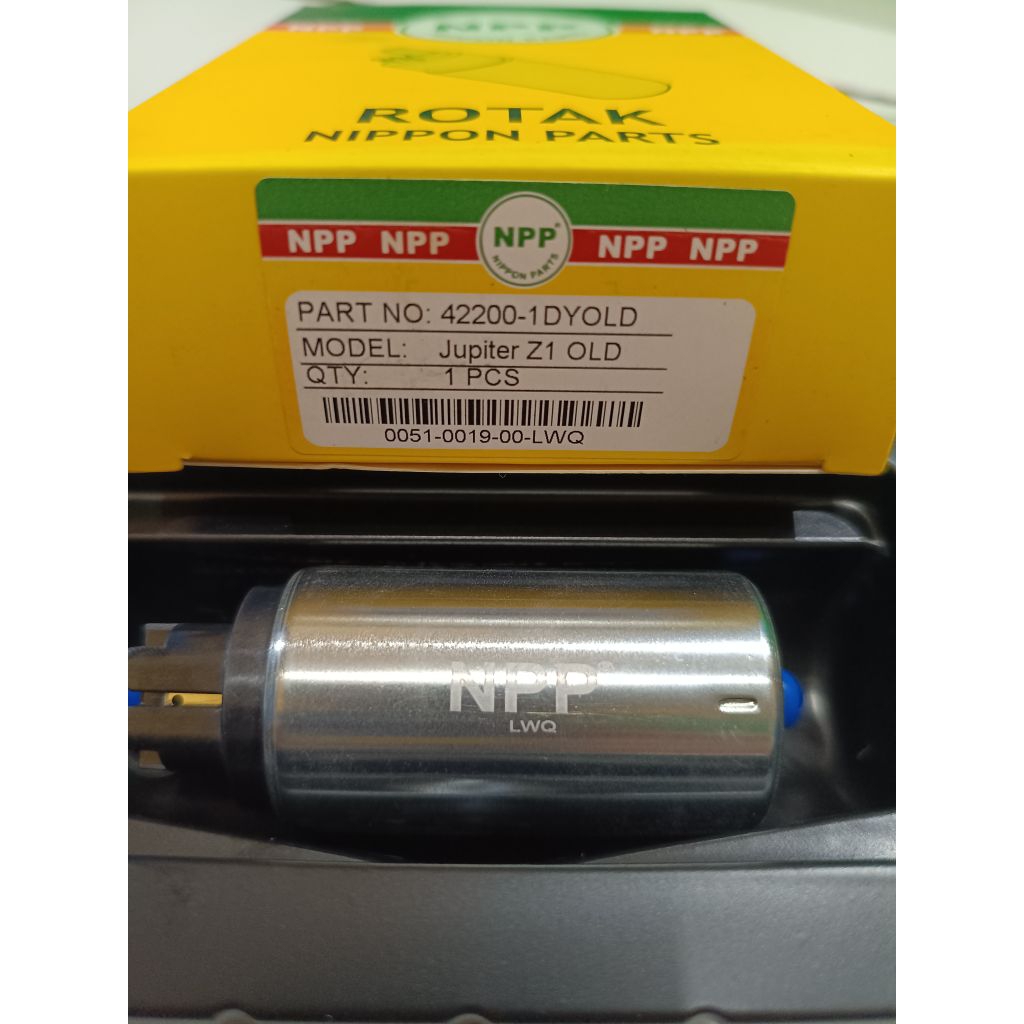 NPP
ROTAK
NIPPON PARTS
NPP NPP NPP® NPP NPP
NIPPON PARTS
PART NO: 42200-1DYOLD
MODEL: Jupiter Z1 OLD
QTY: 1 PCS
0051-0019-00-LWQ
NPP®
LWQ